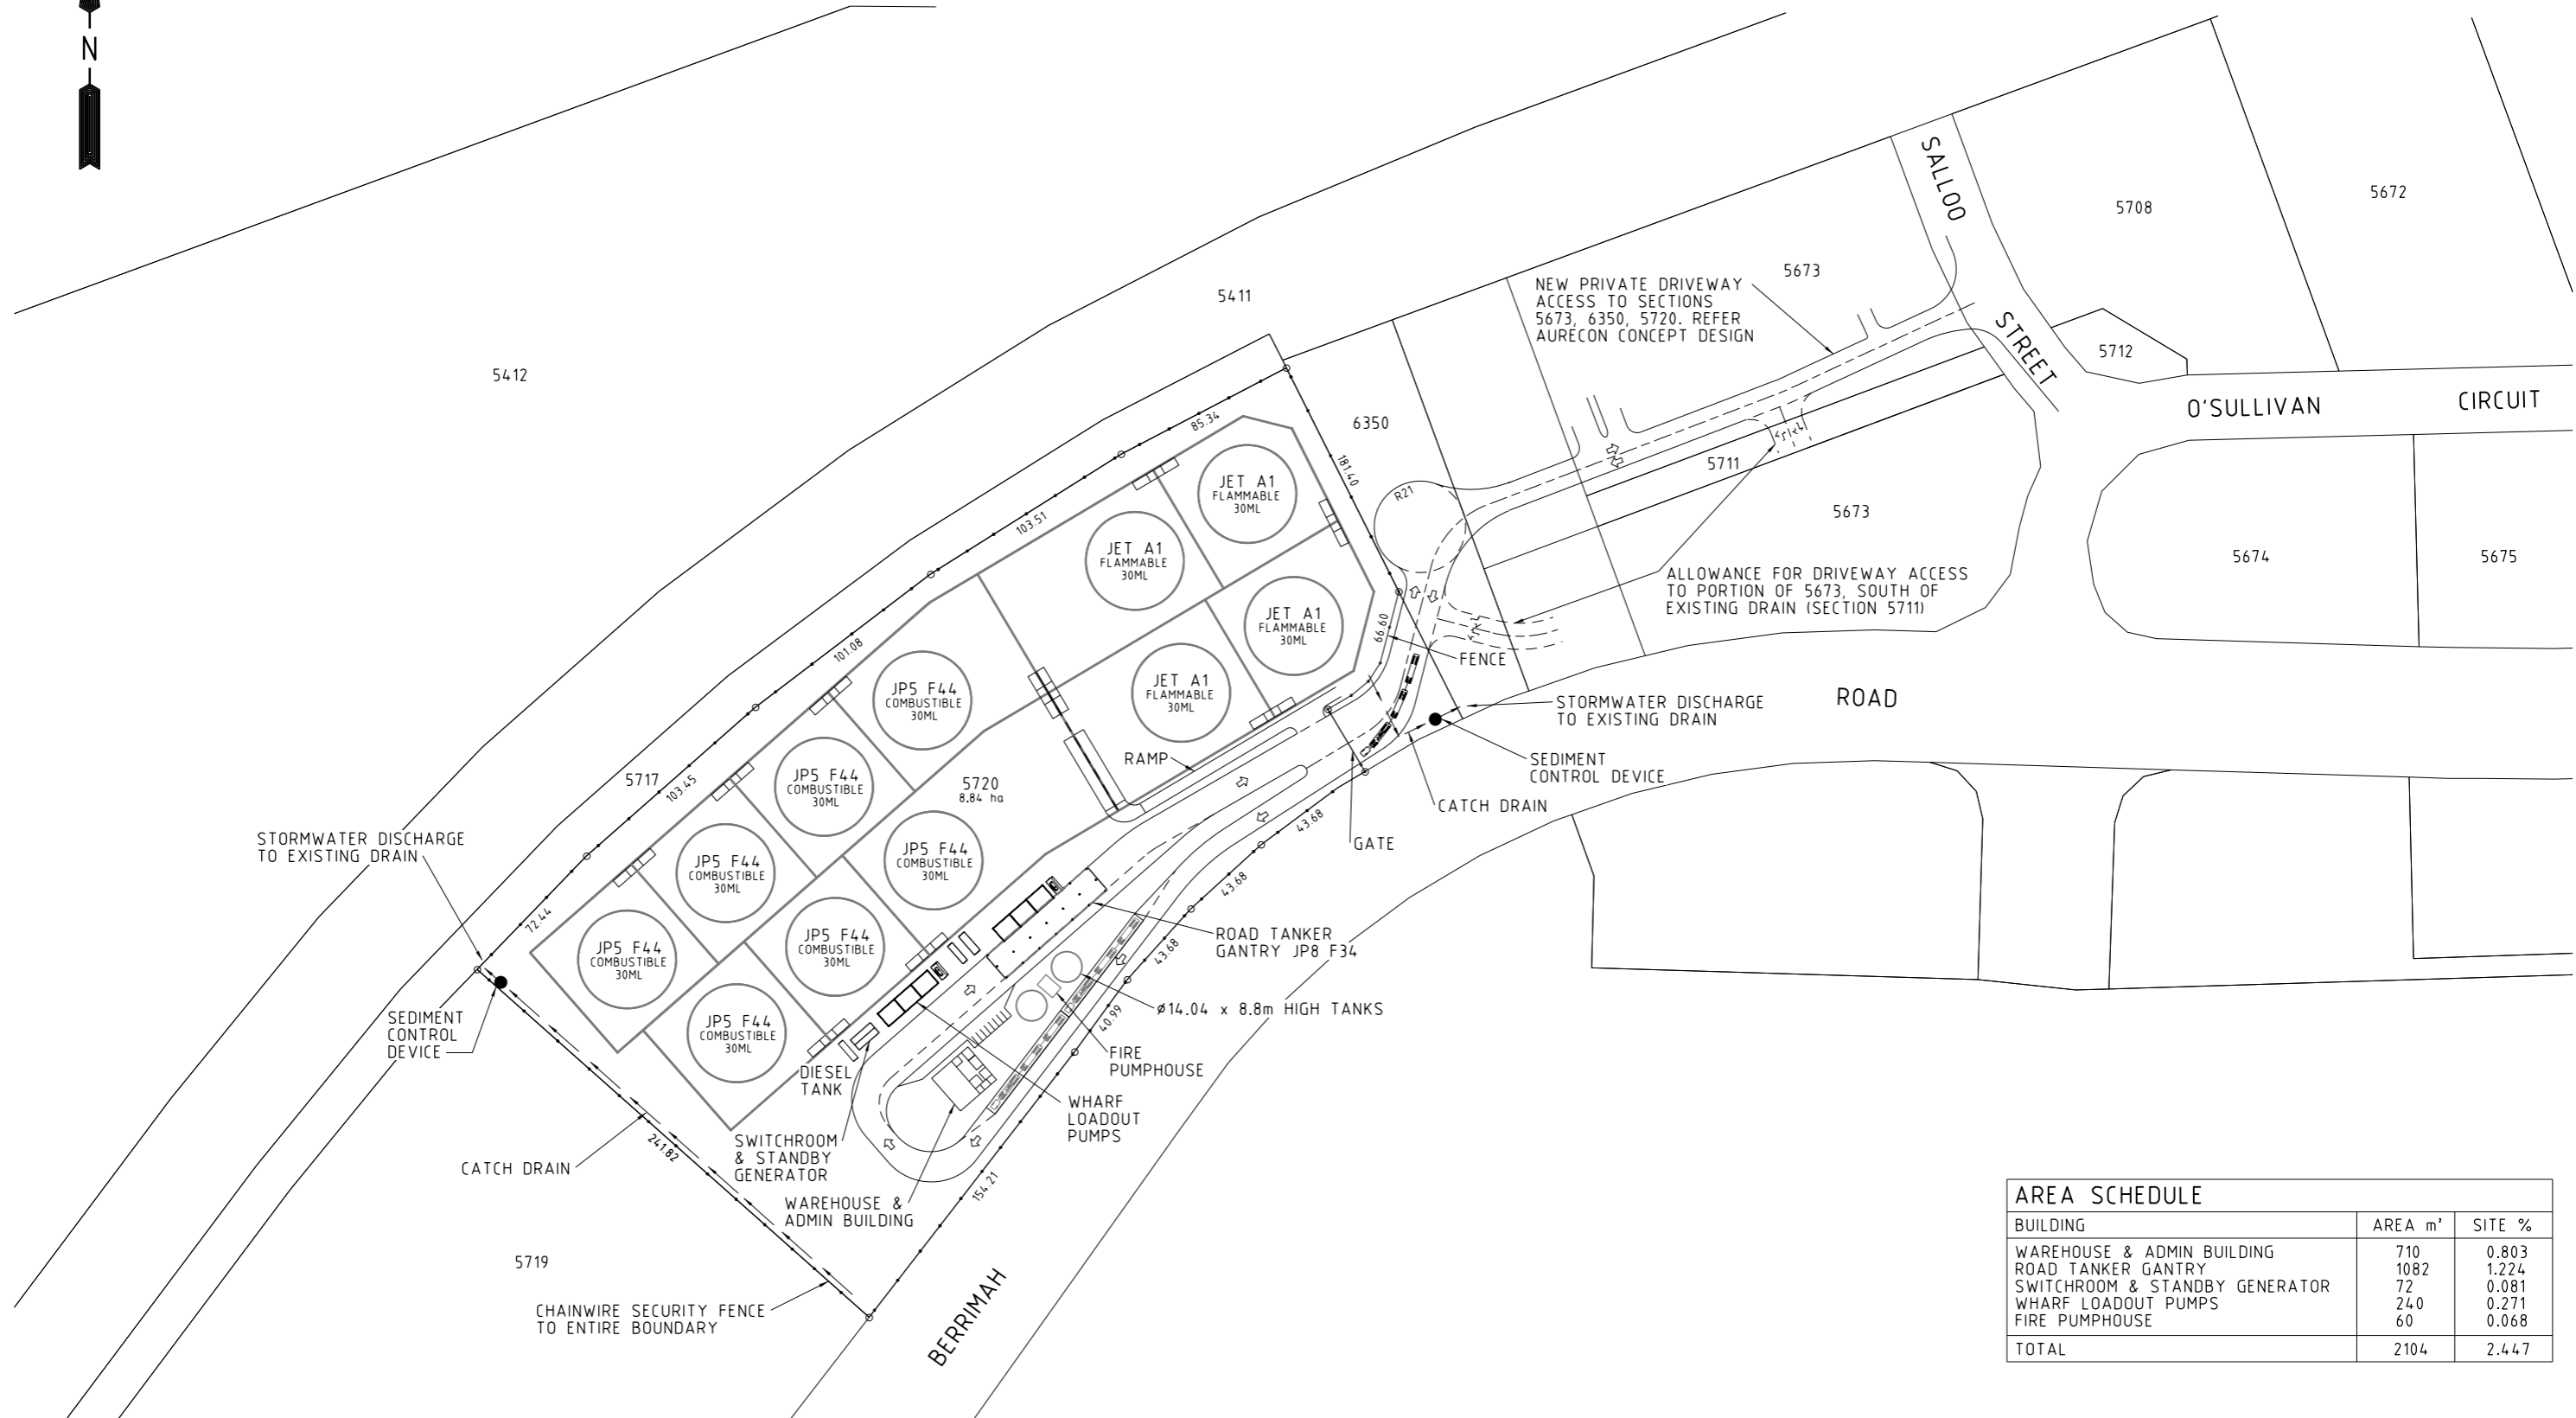 N
SALLOO
STREET
5708
5672
5673
5411
5412
NEW PRIVATE DRIVEWAY
ACCESS TO SECTIONS
5673, 6350, 5720. REFER
AURECON CONCEPT DESIGN
5712
O'SULLIVAN
CIRCUIT
6350
85.34
181.40
R21
5711
5673
5674
5675
JET A1
FLAMMABLE
30ML
103.51
JET A1
FLAMMABLE
30ML
ALLOWANCE FOR DRIVEWAY ACCESS
TO PORTION OF 5673, SOUTH OF
EXISTING DRAIN (SECTION 5711)
JET A1
FLAMMABLE
30ML
66.60
FENCE
101.08
JP5 F44
COMBUSTIBLE
30ML
JET A1
FLAMMABLE
30ML
STORMWATER DISCHARGE
TO EXISTING DRAIN
ROAD
RAMP
SEDIMENT
CONTROL DEVICE
5717
103.45
JP5 F44
COMBUSTIBLE
30ML
5720
8.84 ha
CATCH DRAIN
43.68
GATE
STORMWATER DISCHARGE
TO EXISTING DRAIN
JP5 F44
COMBUSTIBLE
30ML
JP5 F44
COMBUSTIBLE
30ML
43.68
72.44
JP5 F44
COMBUSTIBLE
30ML
JP5 F44
COMBUSTIBLE
30ML
43.68
ROAD TANKER
GANTRY JP8 F34
SEDIMENT
CONTROL
DEVICE
JP5 F44
COMBUSTIBLE
30ML
40.99
ø14.04 x 8.8m HIGH TANKS
DIESEL
TANK
FIRE
PUMPHOUSE
WHARF
LOADOUT
PUMPS
241.82
CATCH DRAIN
SWITCHROOM
& STANDBY
GENERATOR
154.21
WAREHOUSE &
ADMIN BUILDING
5719
CHAINWIRE SECURITY FENCE
TO ENTIRE BOUNDARY
BERRIMAH
AREA SCHEDULE
BUILDING AREA m² SITE %
WAREHOUSE & ADMIN BUILDING 710 0.803
ROAD TANKER GANTRY 1082 1.224
SWITCHROOM & STANDBY GENERATOR 72 0.081
WHARF LOADOUT PUMPS 240 0.271
FIRE PUMPHOUSE 60 0.068
TOTAL 2104 2.447